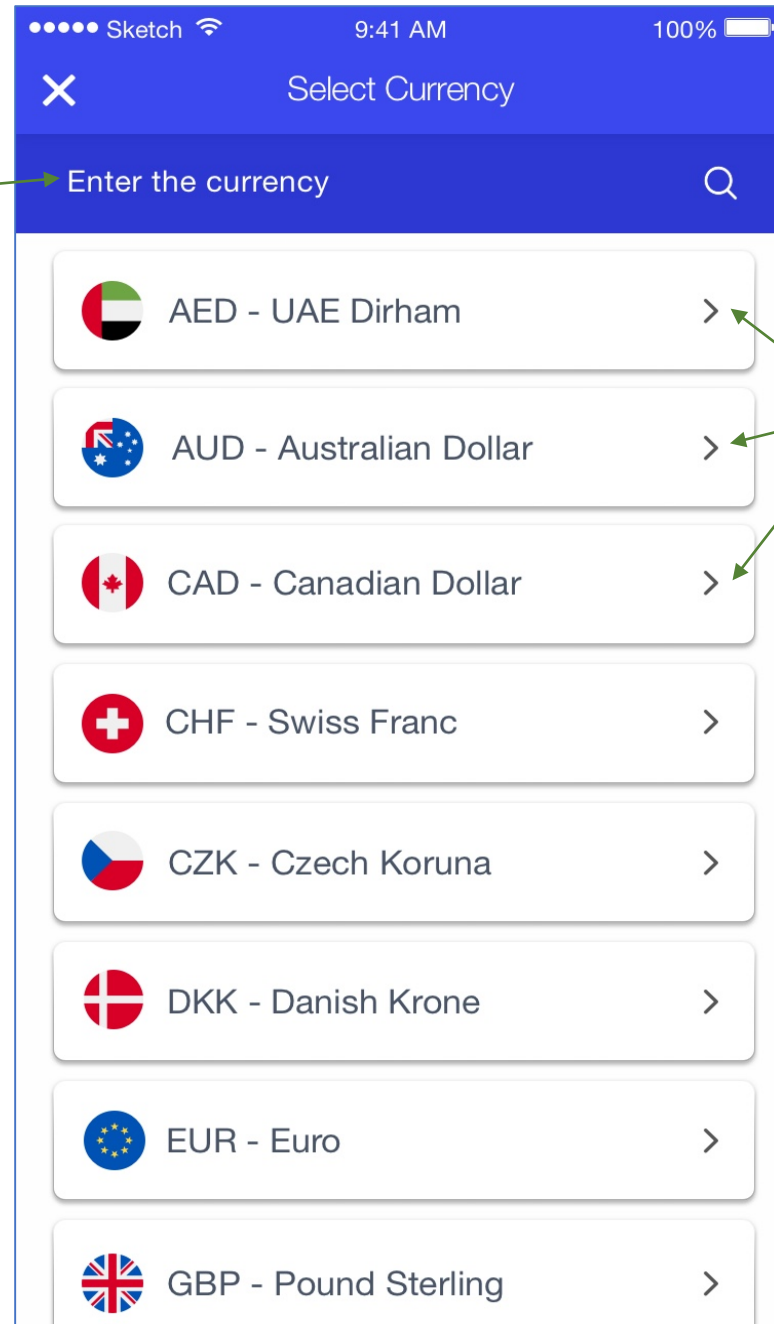 Sketch 9:41 AM 100%
Select Currency
Enter the currency
AED - UAE Dirham
AUD - Australian Dollar
CAD - Canadian Dollar
CHF - Swiss Franc
CZK - Czech Koruna
DKK - Danish Krone
EUR - Euro
GBP - Pound Sterling